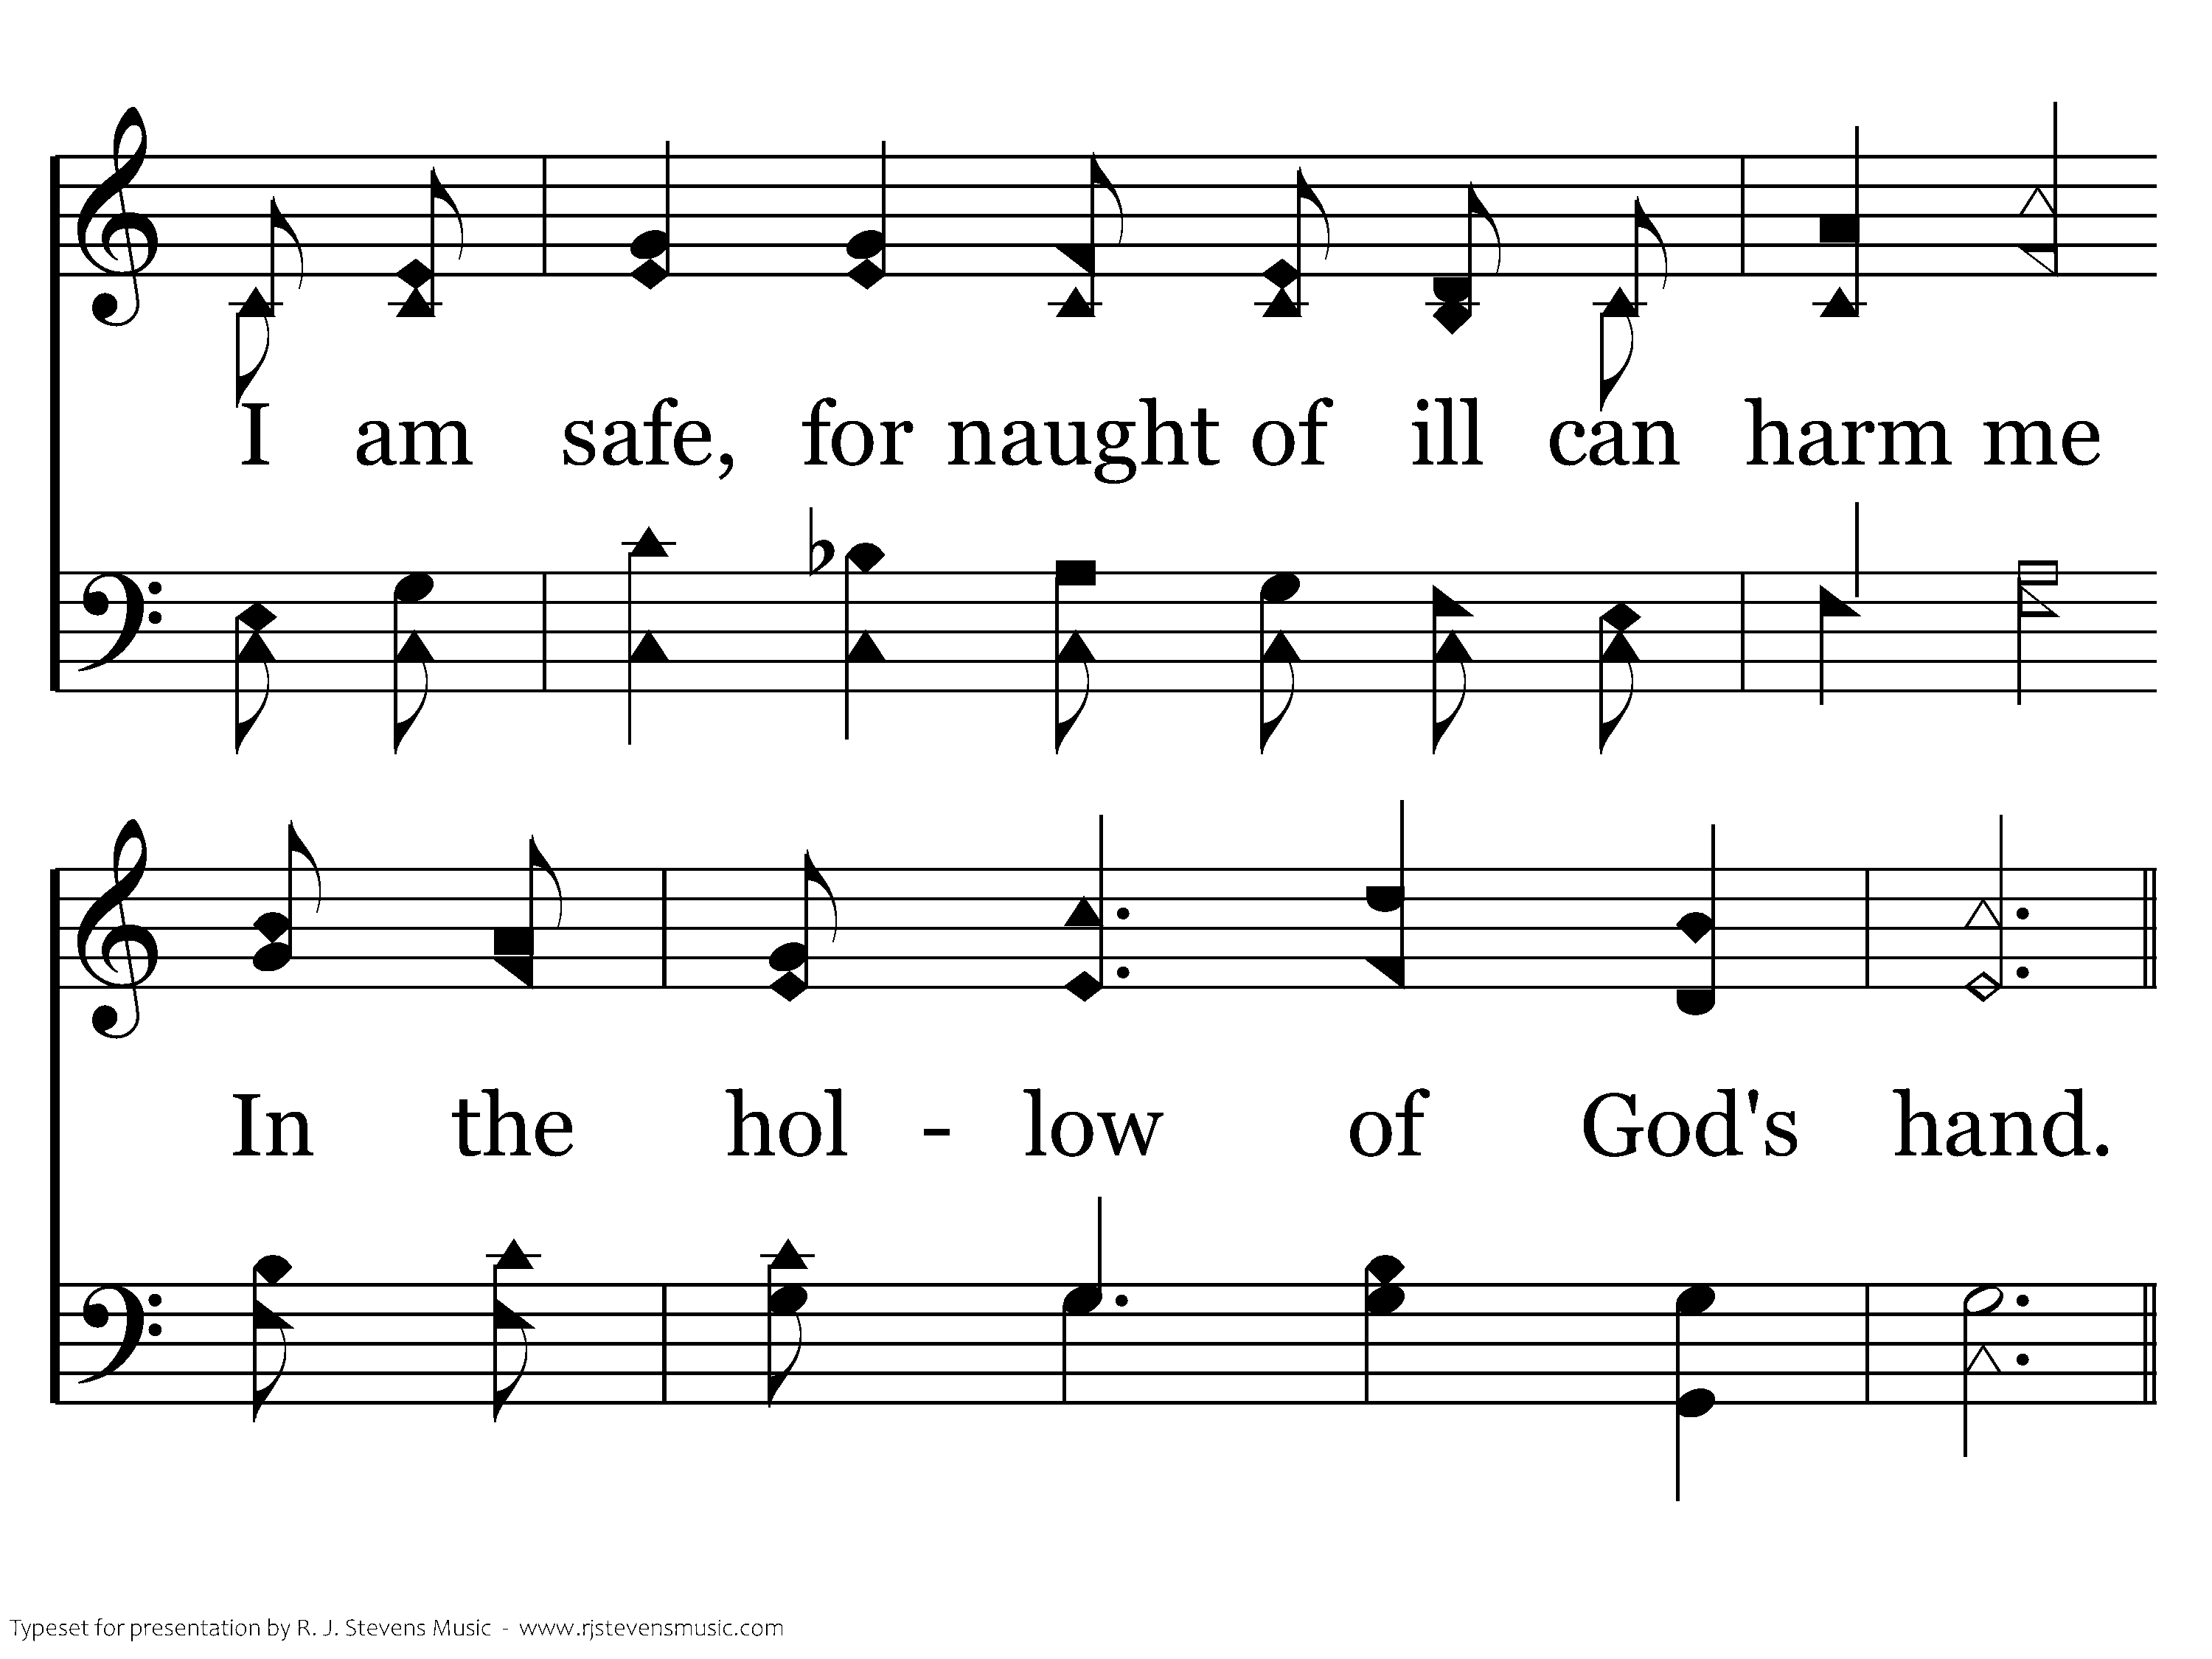 I am safe, for naught of ill can harm me
In the hol - low of God's hand.
Typeset for presentation by R. J. Stevens Music - www.rjstevensmusic.com